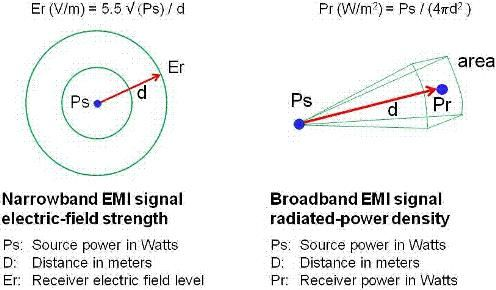 Er (V/m) = 5.5 √ (Ps) / d
Pr (W/m²) = Ps / (4πd²)
Er
d
Ps
area
Ps
d
Pr
Narrowband EMI signal
electric-field strength
Ps: Source power in Watts
D: Distance in meters
Er: Receiver electric field level
Broadband EMI signal
radiated-power density
Ps: Source power in Watts
D: Distance in meters
Pr: Receiver power in Watts